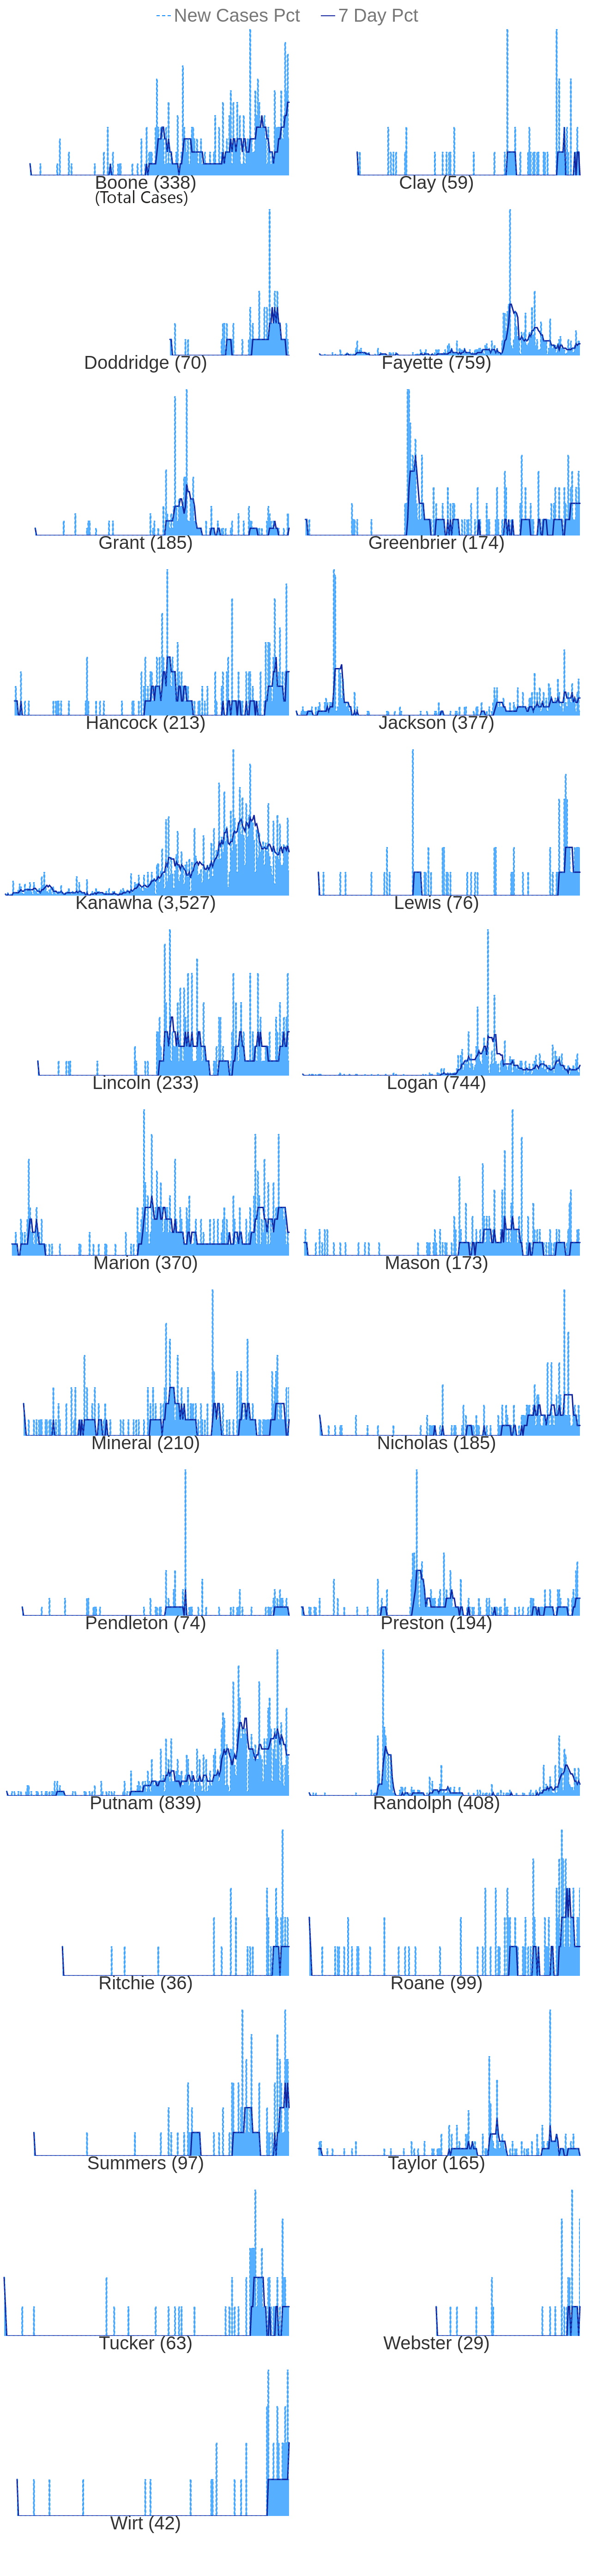 New Cases Pct 7 Day Pct
Boone (338) Clay (59)
(Total Cases)
Doddridge (70) Fayette (759)
Grant (185) Greenbrier (174)
Hancock (213) Jackson (377)
Kanawha (3,527) Lewis (76)
Lincoln (233) Logan (744)
Marion (370) Mason (173)
Mineral (210) Nicholas (185)
Pendleton (74) Preston (194)
Putnam (839) Randolph (408)
Ritchie (36) Roane (99)
Summers (97) Taylor (165)
Tucker (63) Webster (29)
Wirt (42)